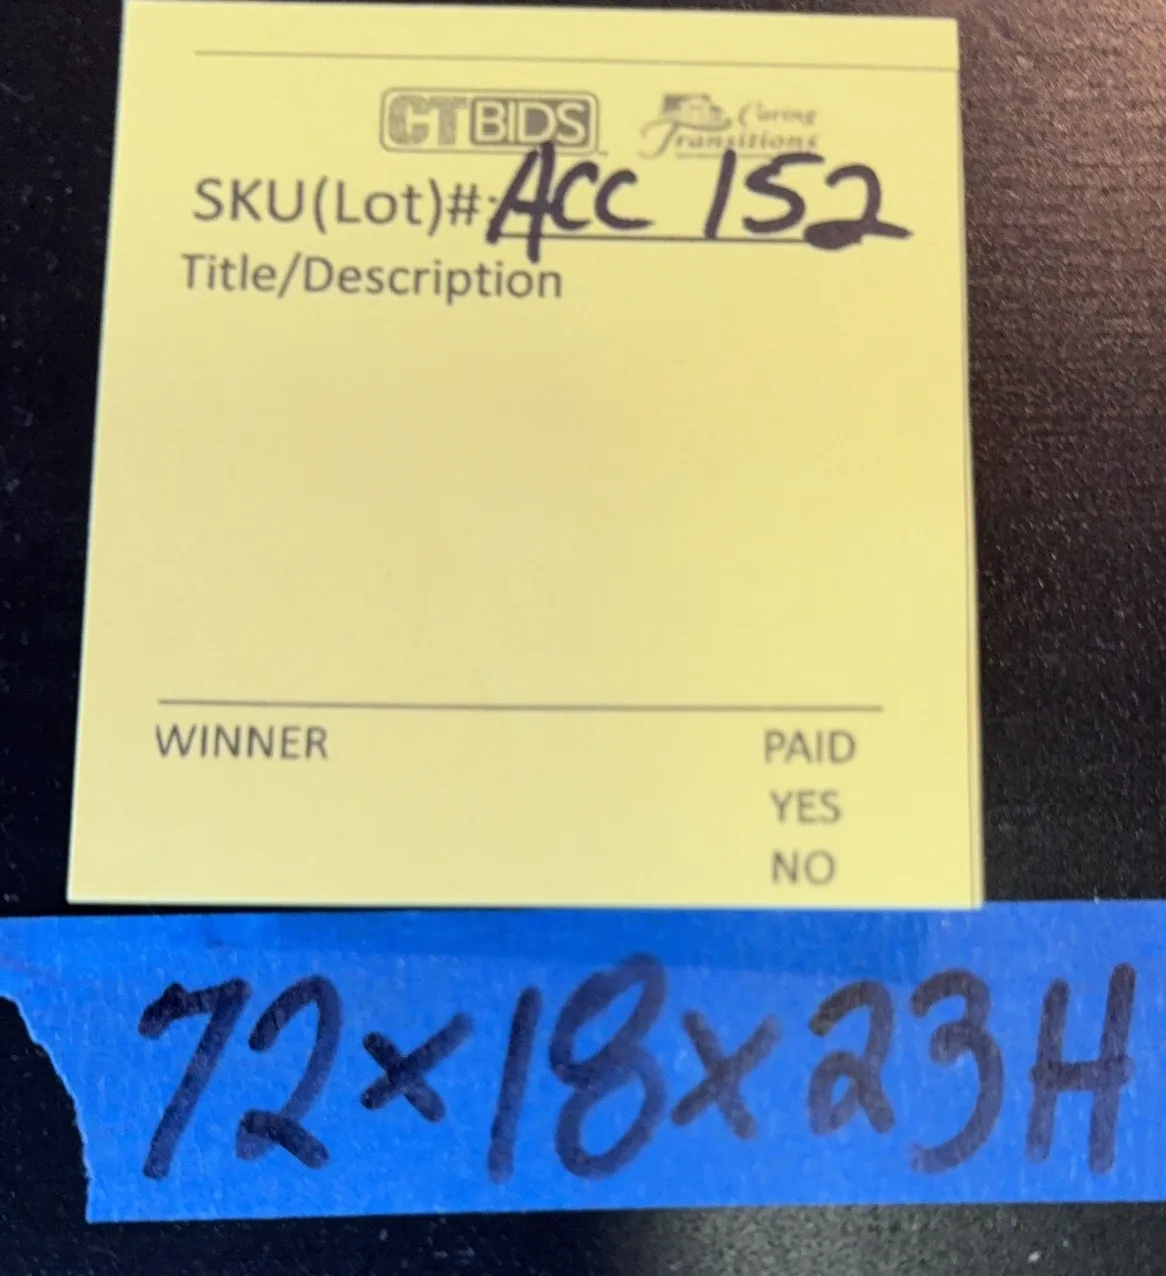 CTBIDS Caring Transitions
SKU(Lot)#: ACC 152
Title/Description
WINNER PAID
YES
NO
72x18x23H